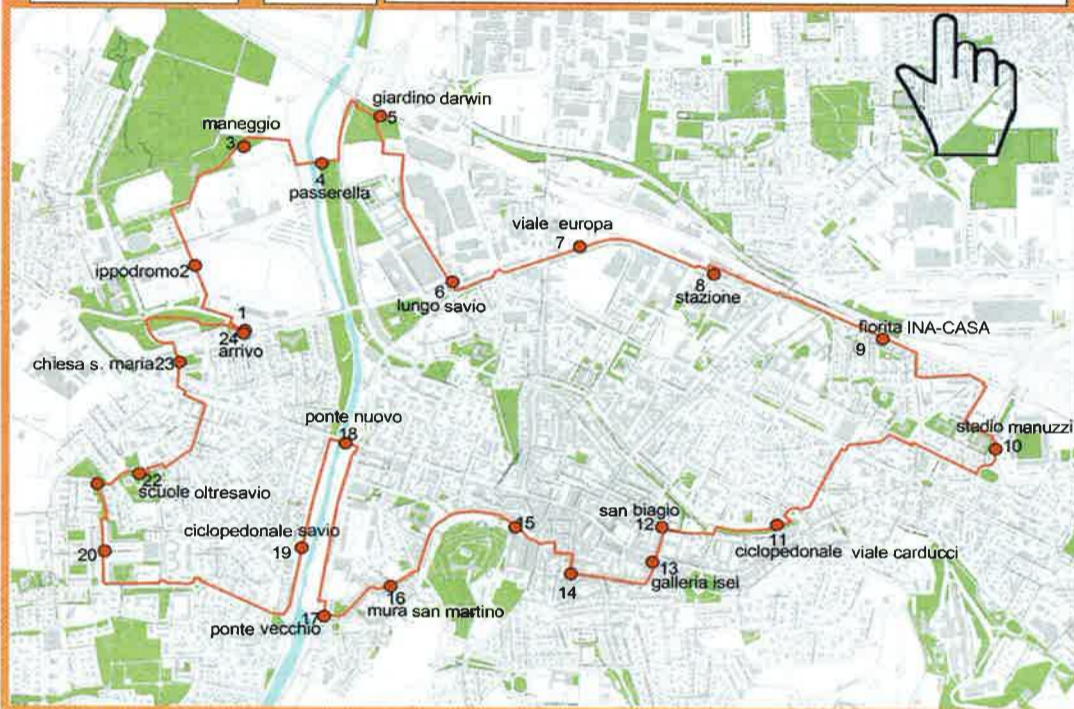 giardino darwin
5
maneggio
3
4
passerella
viale europa
7
ippodromo2
6
lungo savio
8
stazione
1
24
arrivo
fiorita INA-CASA
9
chiesa s. maria23
ponte nuovo
18
stadio manuzzi
10
22
scuole oltresavio
san biagio
12
15
ciclopedonale savio
19
11
ciclopedonale viale carducci
20
13
galleria isei
14
16
mura san martino
17
ponte vecchio